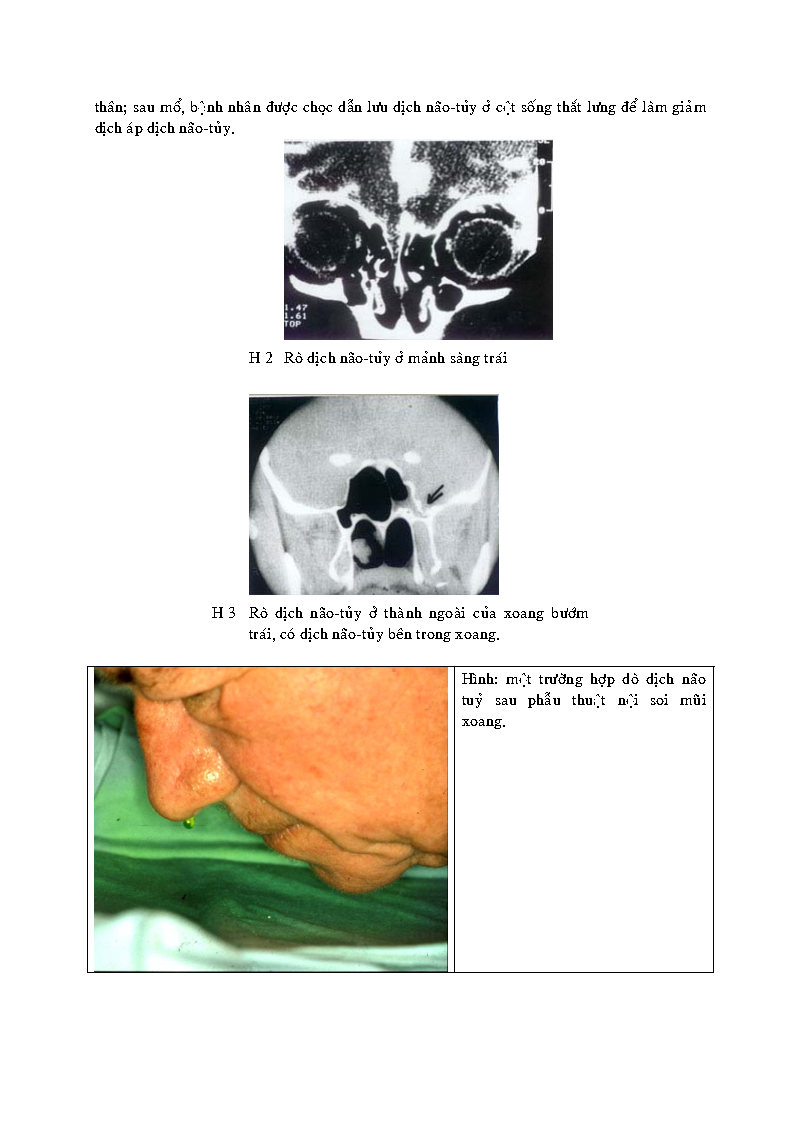 thần; sau mổ, bệnh nhân được chọc dẫn lưu dịch não-tủy ở cột sống thắt lưng để làm giảm
dịch áp dịch não-tủy.
20
0
1.47
1.61
TOP
H 2 Rò dịch não-tủy ở mảnh sàng trái
H 3 Rò dịch não-tủy ở thành ngoài của xoang bướm
trái, có dịch não-tủy bên trong xoang.
Hình: một trường hợp dò dịch não
tuỷ sau phẫu thuật nội soi mũi
xoang.